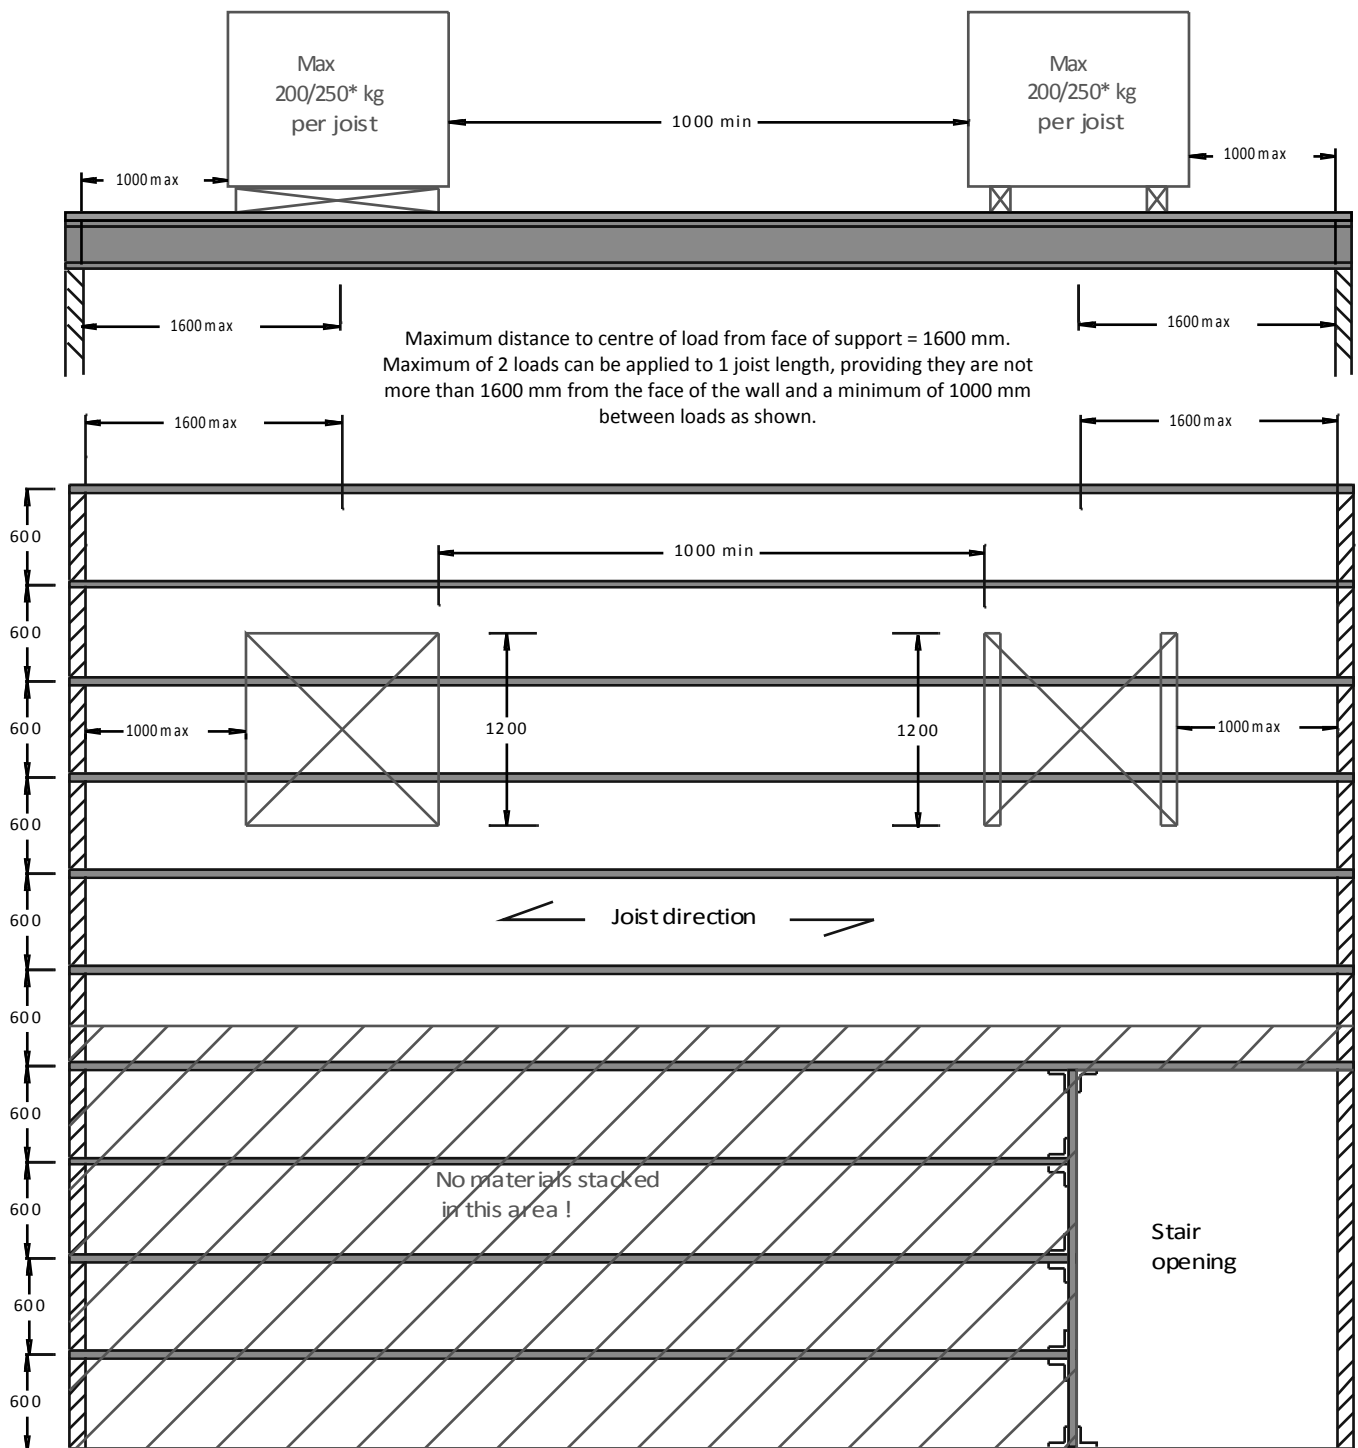 Max
200/250* kg
per joist
Max
200/250* kg
per joist
1000 min
1000 max
1000 max
1600 max
1600 max
Maximum distance to centre of load from face of support = 1600 mm.
Maximum of 2 loads can be applied to 1 joist length, providing they are not
more than 1600 mm from the face of the wall and a minimum of 1000 mm
between loads as shown.
1600 max
1600 max
600
1000 min
600
600
1000 max
1200
1200
1000 max
600
600
Joist direction
600
600
No materials stacked
in this area !
600
Stair
opening
600
600